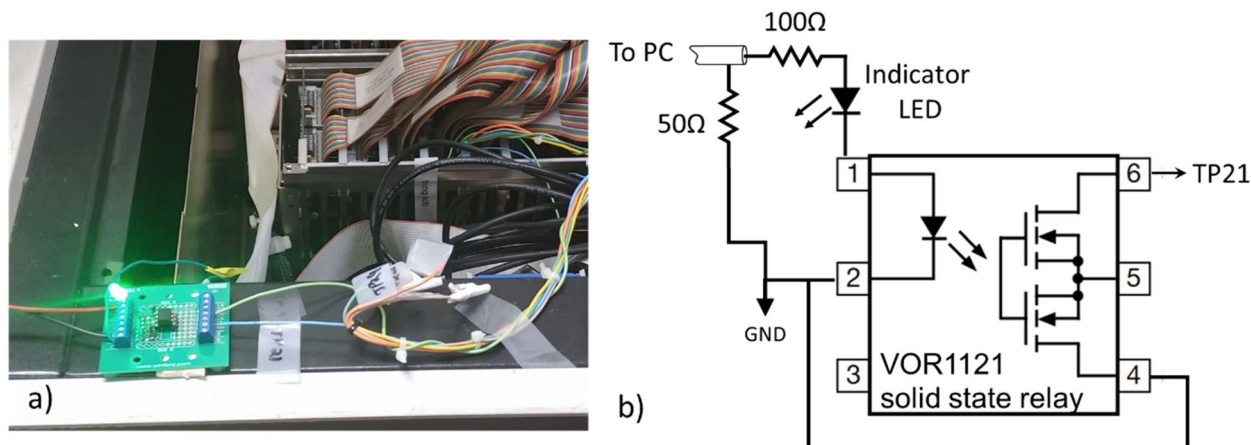 a)
To PC
100Ω
Indicator
LED
50Ω
GND
1
2
3
6
TP21
5
4
VOR1121
solid state relay
b)